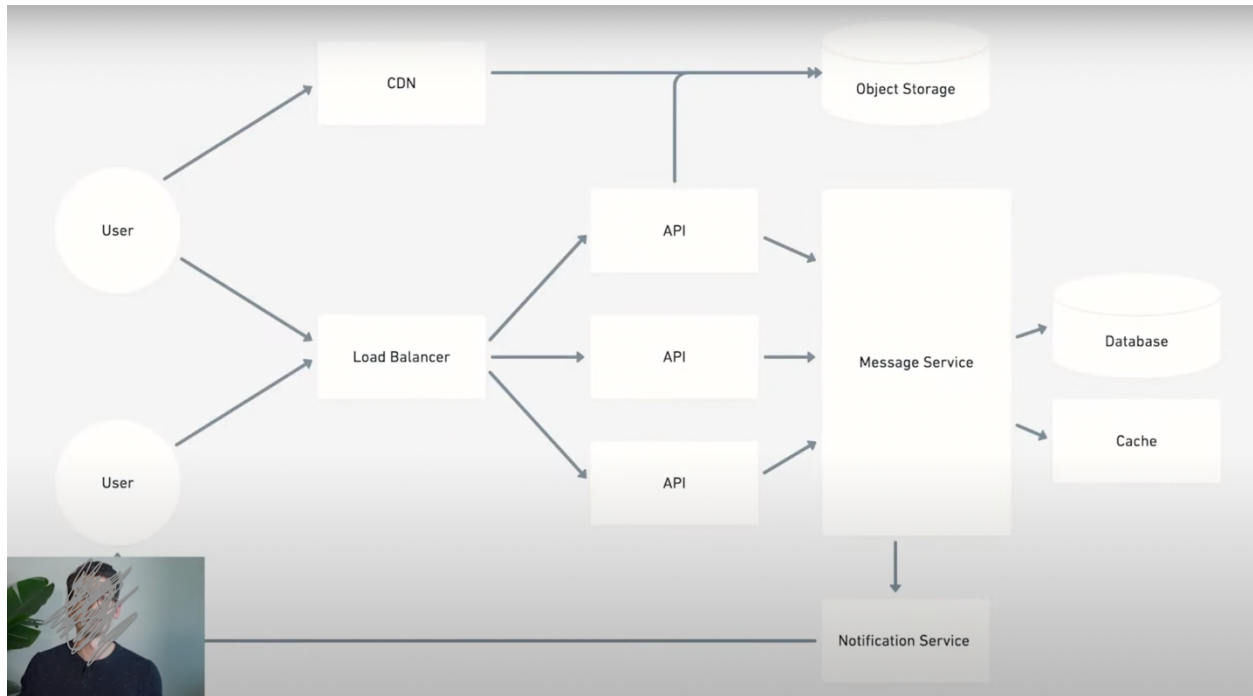 CDN
Object Storage
User
API
Load Balancer
API
Message Service
Database
Cache
User
API
Notification Service